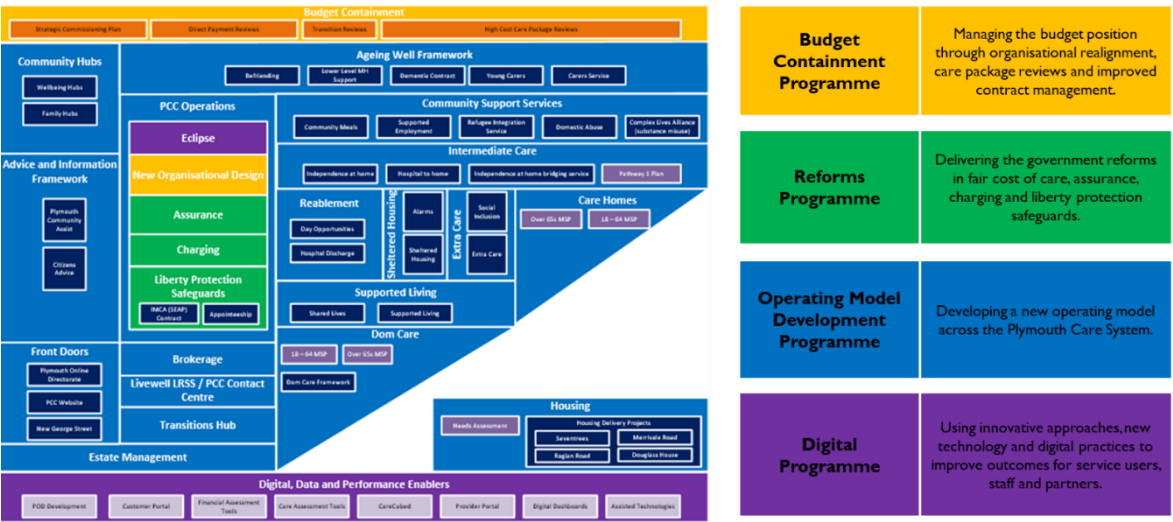 Budget Containment
Strategic Commissioning Plan
Direct Payment Reviews
Transition Reviews
High Cost Care Package Reviews
Community Hubs
Wellbeing Hubs
Family Hubs
Ageing Well Framework
Befriending
Lower Level MH
Support
Dementia Contract
Young Carers
Carers Service
PCC Operations
Eclipse
New Organisational Design
Assurance
Charging
Liberty Protection
Safeguards
IMCA (SEAP)
Contract
Appointeeship
Community Support Services
Community Meals
Supported
Employment
Refugee Integration
Service
Domestic Abuse
Complex Lives Alliance
(substance misuse)
Intermediate Care
Independence at home
Hospital to home
Independence at home bridging service
Pathway 1 Plan
Advice and Information
Framework
Plymouth
Community
Assist
Citizens
Advice
Reablement
Day Opportunities
Hospital Discharge
Sheltered Housing
Alarms
Sheltered
Housing
Extra Care
Social
Inclusion
Extra Care
Care Homes
Over 65s MSP
18 – 64 MSP
Supported Living
Shared Lives
Supported Living
Dom Care
18 – 64 MSP
Over 65s MSP
Dom Care Framework
Front Doors
Plymouth Online
Directorate
PCC Website
New George Street
Brokerage
Livewell LRSS / PCC Contact
Centre
Transitions Hub
Estate Management
Housing
Needs Assessment
Housing Delivery Projects
Seventrees
Merrivale Road
Raglan Road
Douglass House
Digital, Data and Performance Enablers
POB Development
Customer Portal
Financial Assessment
Tools
Care Assessment Tools
CareCubed
Provider Portal
Digital Dashboards
Assisted Technologies
Budget
Containment
Programme
Managing the budget position
through organisational realignment,
care package reviews and improved
contract management.
Reforms
Programme
Delivering the government reforms
in fair cost of care, assurance,
charging and liberty protection
safeguards.
Operating Model
Development
Programme
Developing a new operating model
across the Plymouth Care System.
Digital
Programme
Using innovative approaches, new
technology and digital practices to
improve outcomes for service users,
staff and partners.